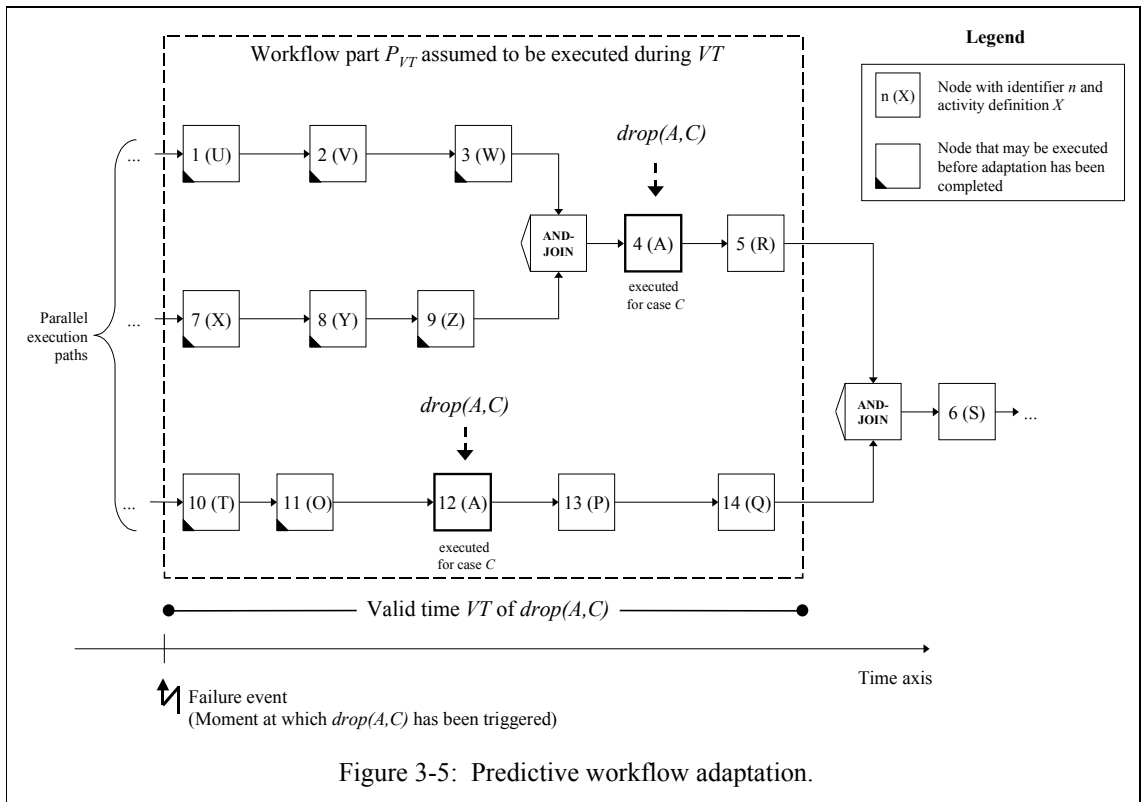 Workflow part P_VT assumed to be executed during VT
Legend
n (X)
Node with identifier n and
activity definition X
Node that may be executed
before adaptation has been
completed
drop(A,C)
...
1 (U)
2 (V)
3 (W)
AND-
JOIN
4 (A)
5 (R)
executed
for case C
Parallel
execution
paths
...
7 (X)
8 (Y)
9 (Z)
drop(A,C)
AND-
JOIN
6 (S)
...
...
10 (T)
11 (O)
12 (A)
13 (P)
14 (Q)
executed
for case C
Valid time VT of drop(A,C)
Time axis
Failure event
(Moment at which drop(A,C) has been triggered)
Figure 3-5: Predictive workflow adaptation.